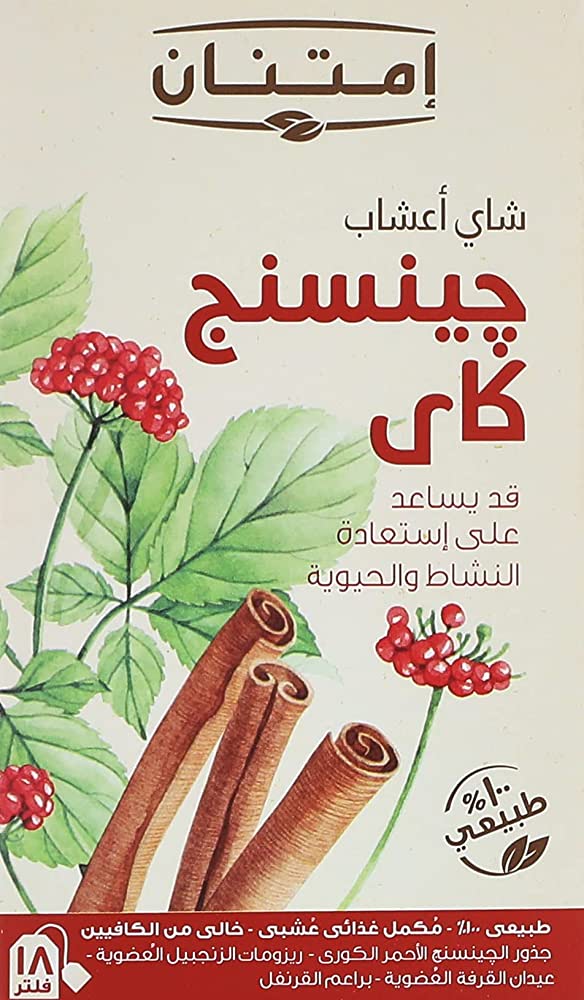 إمتنان
شاي أعشاب
چينسنج
كاى
قد يساعد
على إستعادة
النشاط والحيوية
١٠٠%
طبيعي
طبيعى ١٠٠٪ - مُكمل غذائى عُشبى - خالى من الكافيين
جذور الچينسنج الأحمر الكورى - ريزومات الزنجبيل العُضوية -
عيدان القرفة العُضوية - براعم القرنفل
١٨
فلتر